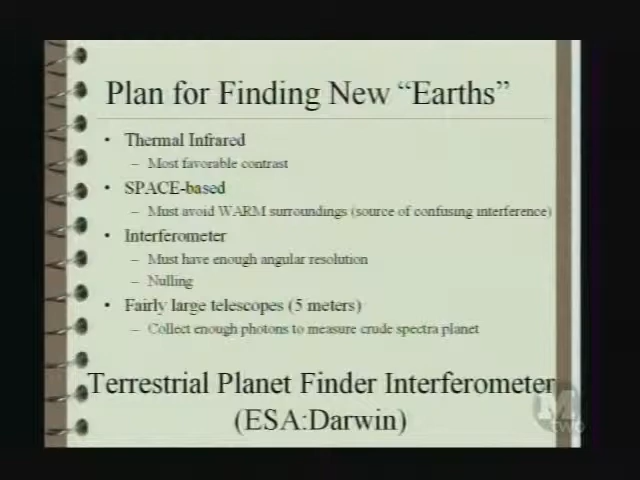 Plan for Finding New “Earths”
• Thermal Infrared
– Most favorable contrast
• SPACE-based
– Must avoid WARM surroundings (source of confusing interference)
• Interferometer
– Must have enough angular resolution
– Nulling
• Fairly large telescopes (5 meters)
– Collect enough photons to measure crude spectra planet
Terrestrial Planet Finder Interferometer
(ESA:Darwin)
M
TWO